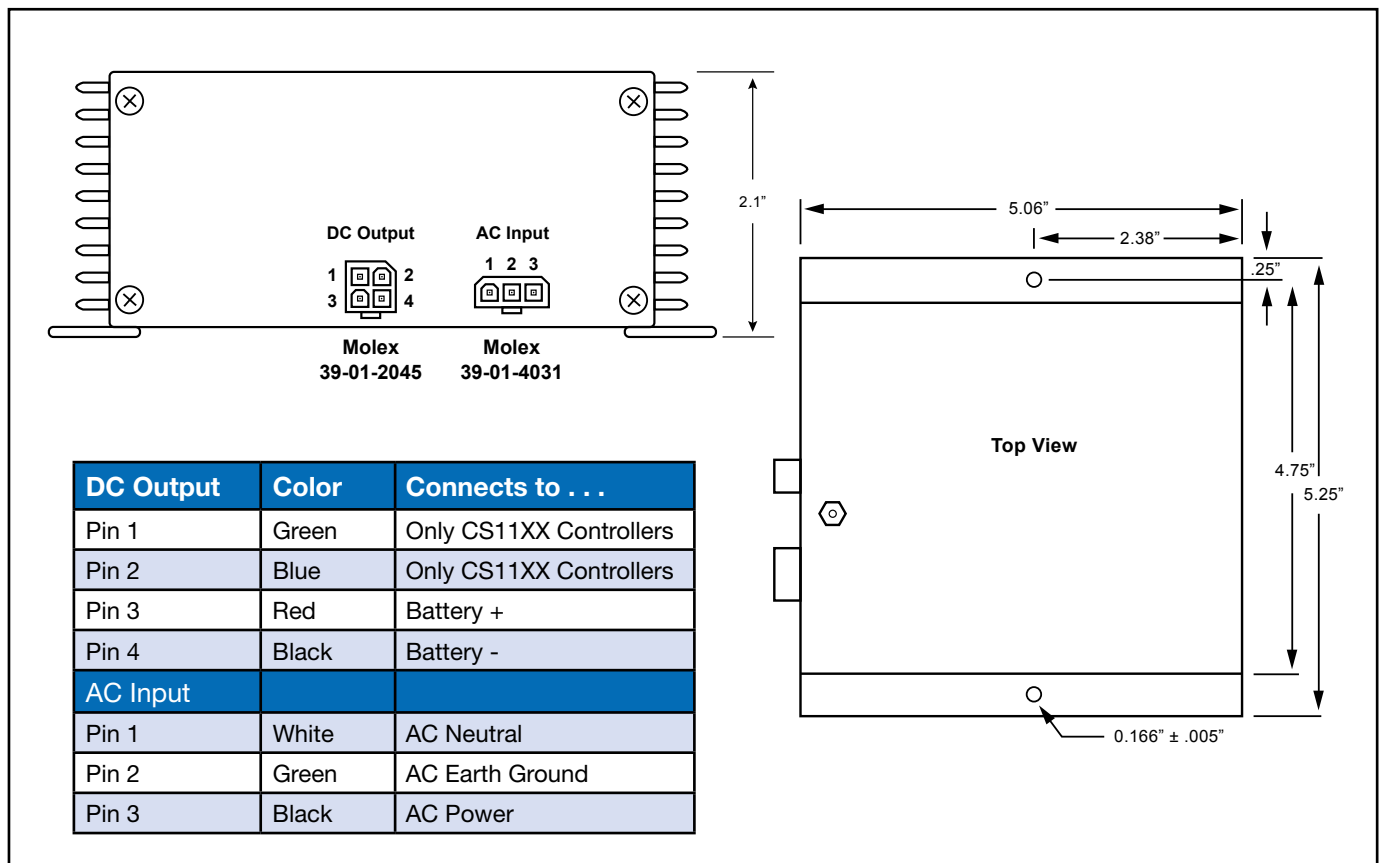 2.1”
DC Output
AC Input
1
2
3
4
1 2 3
Molex
39-01-2045
Molex
39-01-4031
5.06”
2.38”
.25”
Top View
4.75”
5.25”
0.166” ± .005”
DC Output Color Connects to . . .
Pin 1 Green Only CS11XX Controllers
Pin 2 Blue Only CS11XX Controllers
Pin 3 Red Battery +
Pin 4 Black Battery -
AC Input
Pin 1 White AC Neutral
Pin 2 Green AC Earth Ground
Pin 3 Black AC Power